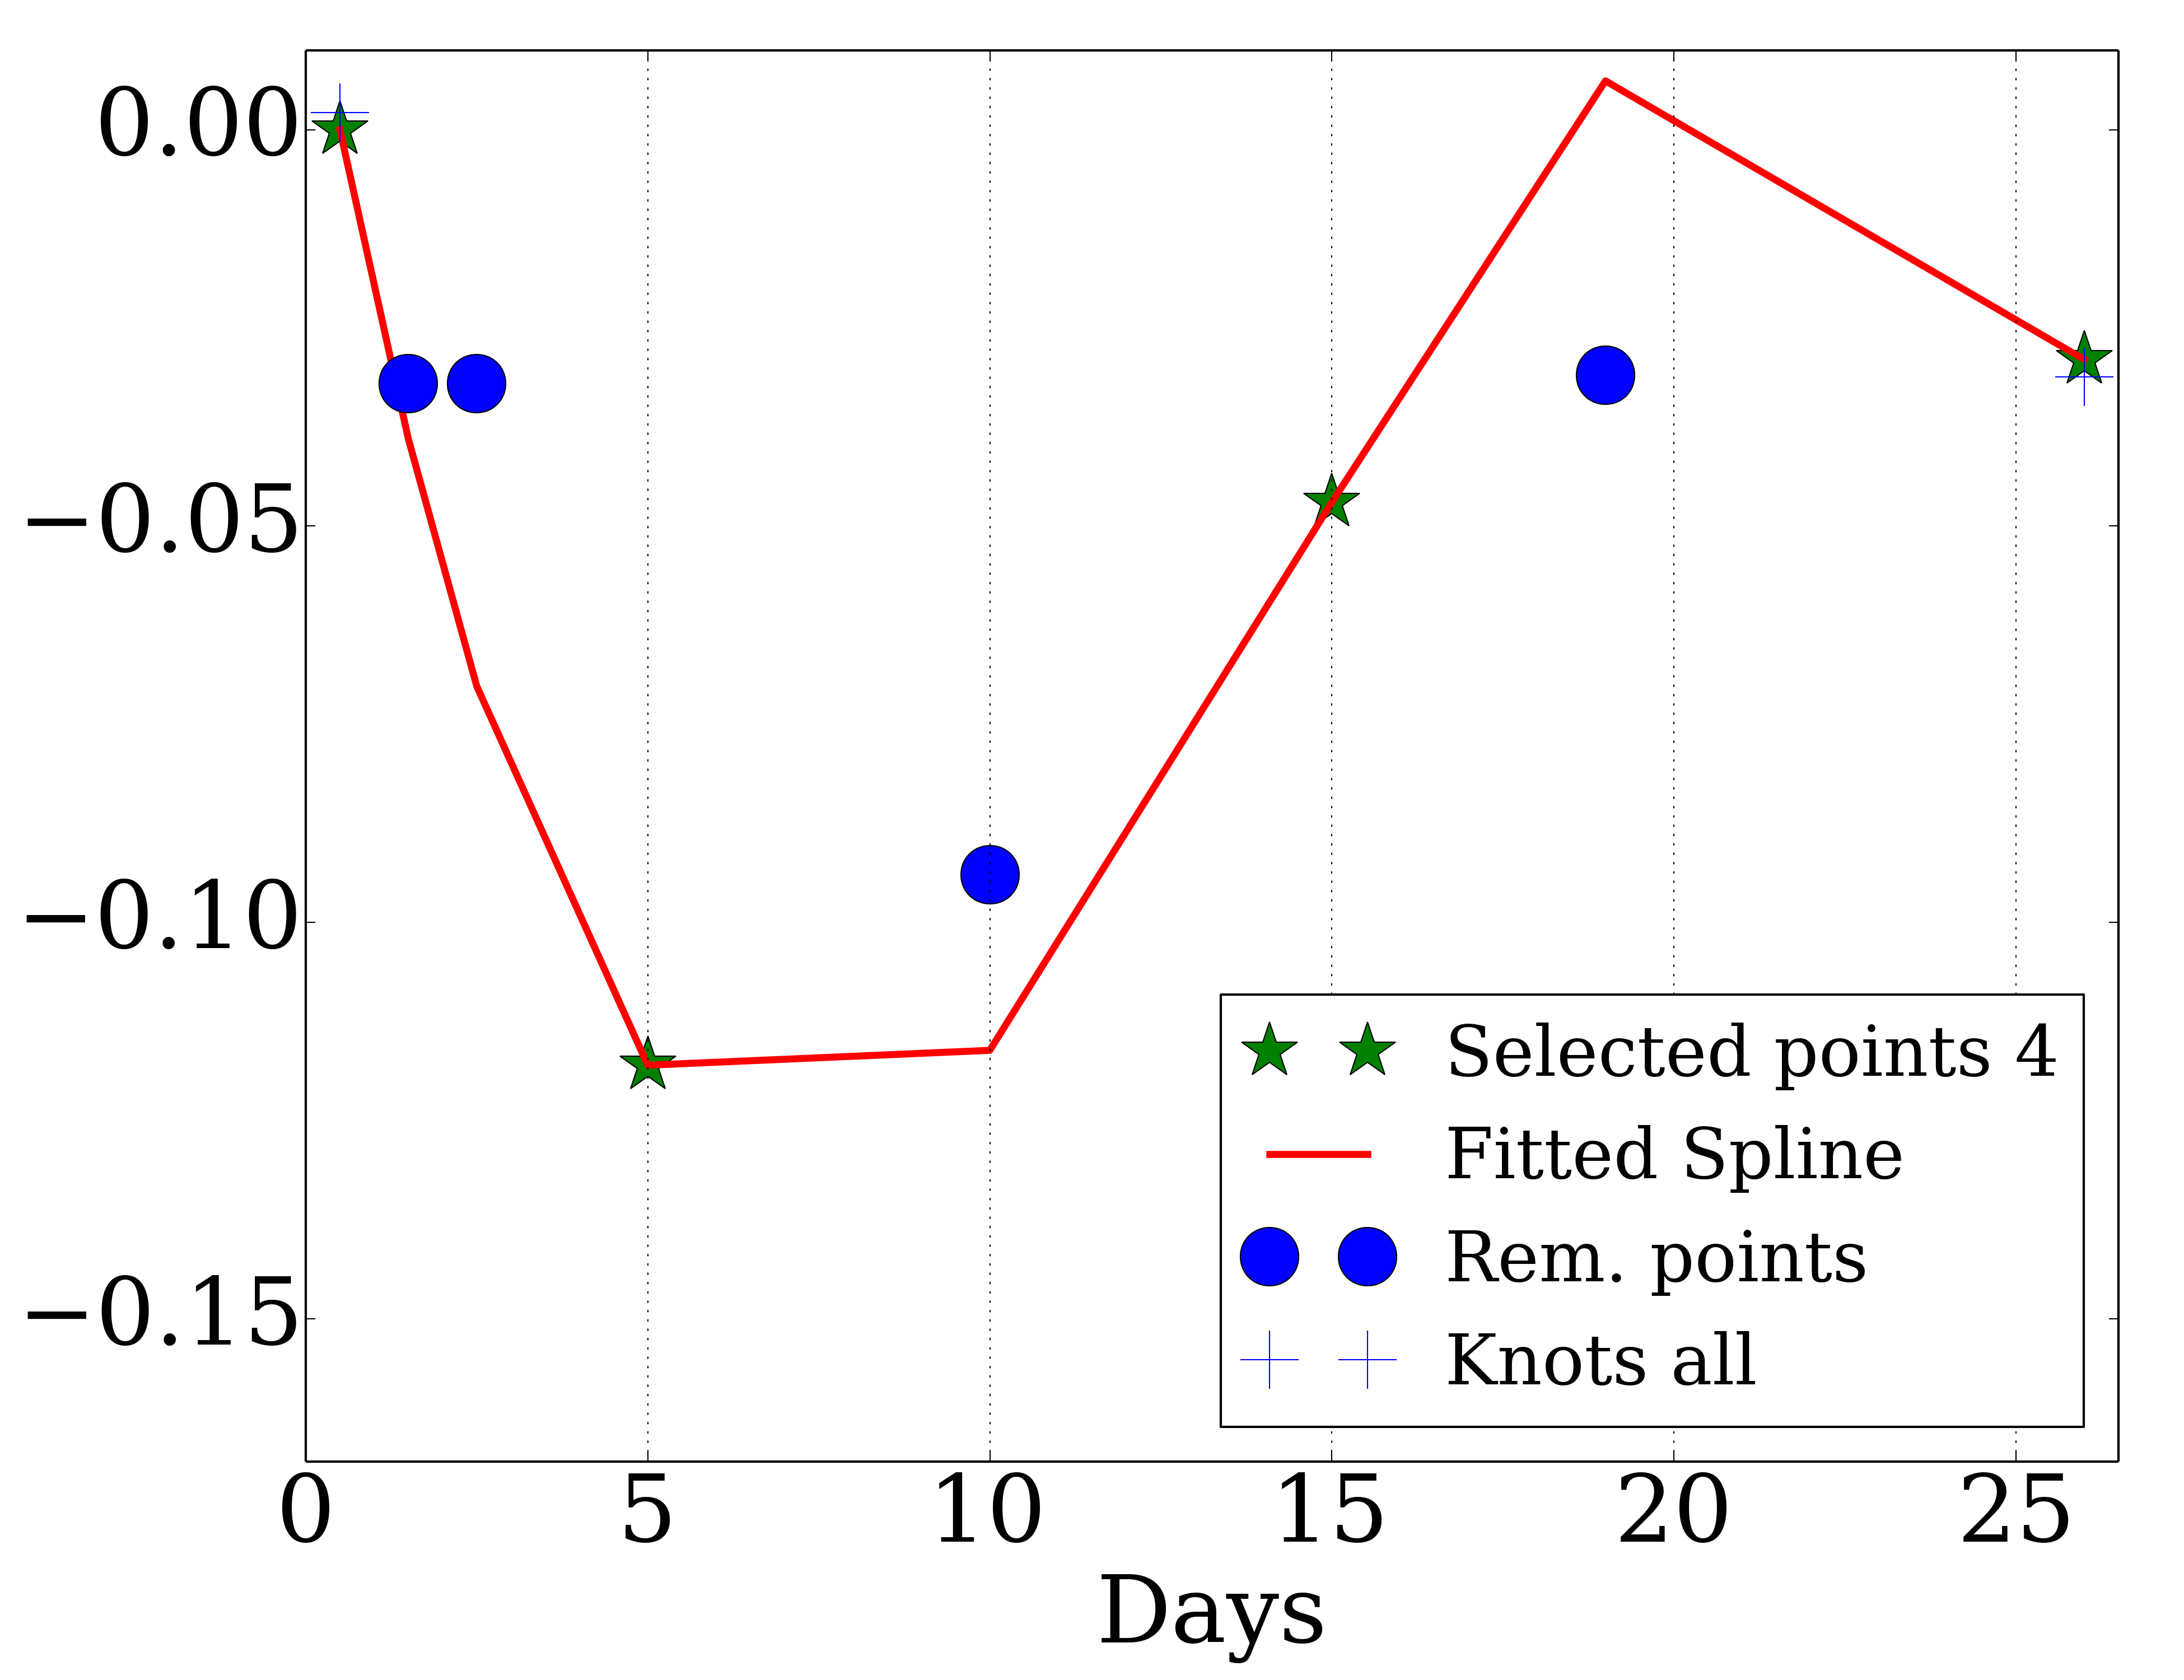 0.00
−0.05
−0.10
−0.15
Selected points 4
Fitted Spline
Rem. points
Knots all
0 5 10 15 20 25
Days